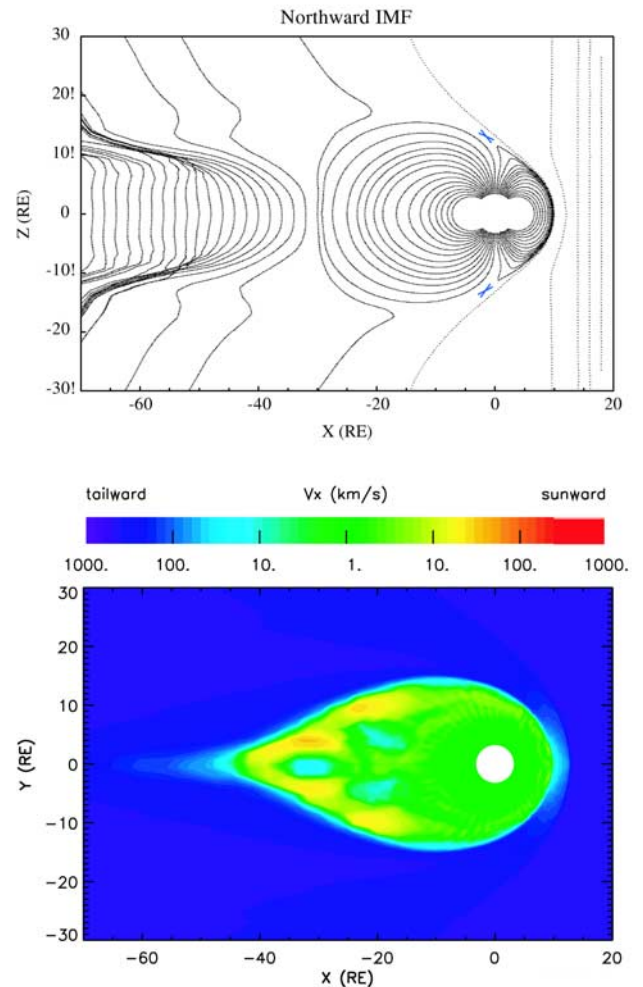 Northward IMF
30
20!
10!
0
-10!
-20
-30!
Z (RE)
-60 -40 -20 0 20
X (RE)
tailward Vx (km/s) sunward
1000. 100. 10. 1. 10. 100. 1000.
30
20
10
0
-10
-20
-30
Y (RE)
-60 -40 -20 0 20
X (RE)